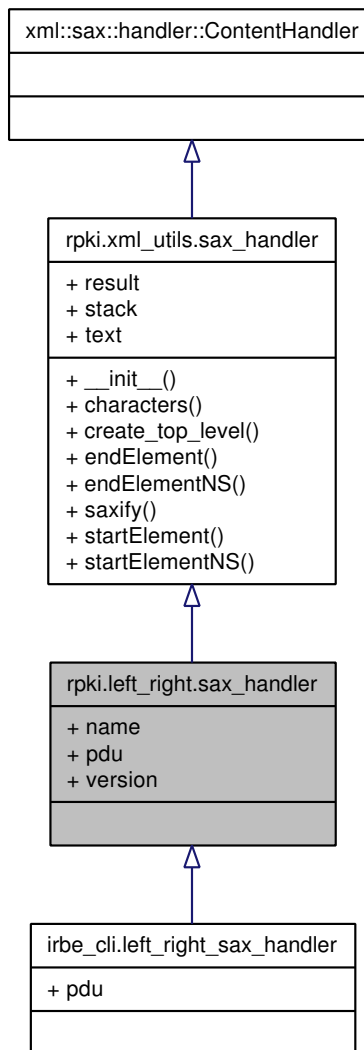 xml::sax::handler::ContentHandler
rpki.xml_utils.sax_handler
+ result
+ stack
+ text
+ __init__()
+ characters()
+ create_top_level()
+ endElement()
+ endElementNS()
+ saxify()
+ startElement()
+ startElementNS()
rpki.left_right.sax_handler
+ name
+ pdu
+ version
irbe_cli.left_right_sax_handler
+ pdu